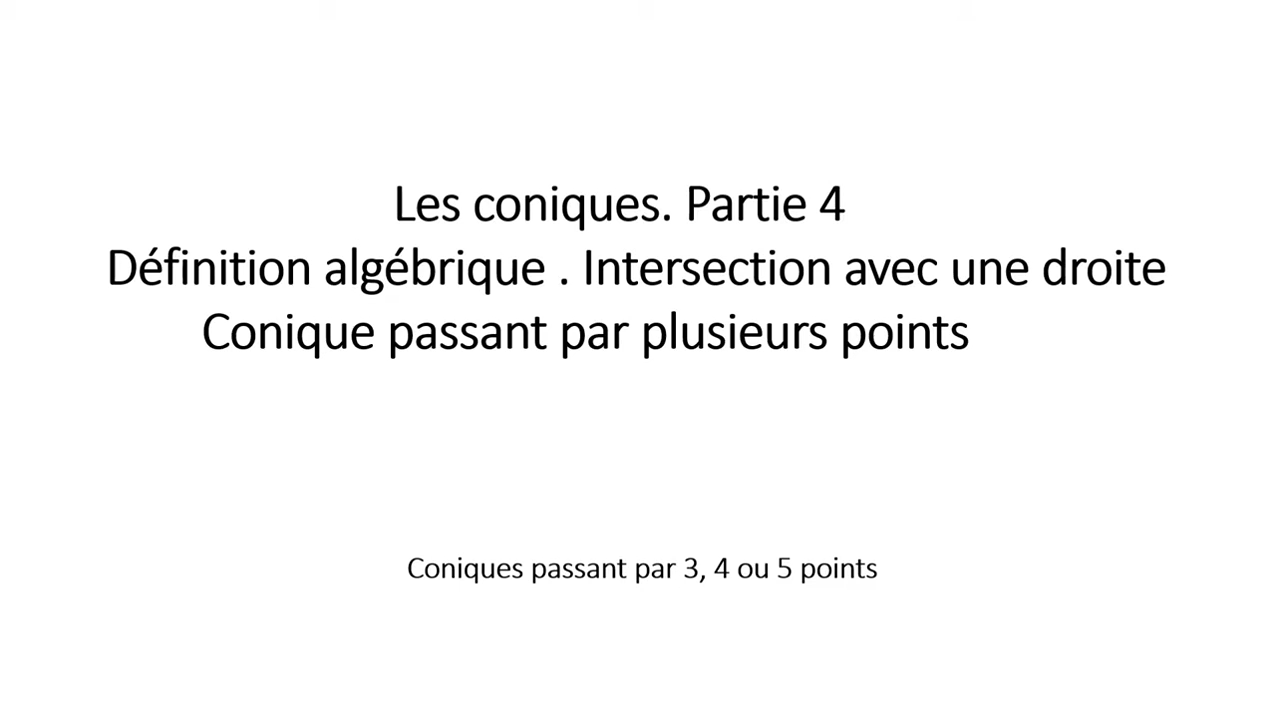 Les coniques. Partie 4
Définition algébrique . Intersection avec une droite
Conique passant par plusieurs points
Coniques passant par 3, 4 ou 5 points